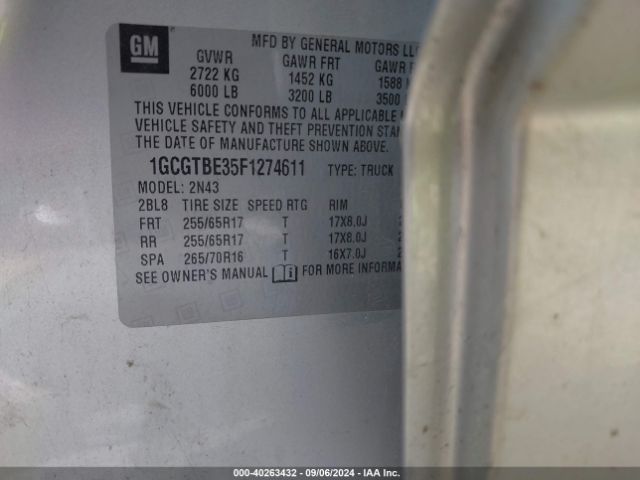 GM
MFD BY GENERAL MOTORS LLC
GVWR GAWR FRT GAWR
2722 KG 1452 KG 1588
6000 LB 3200 LB 3500
THIS VEHICLE CONFORMS TO ALL APPLICABLE
VEHICLE SAFETY AND THEFT PREVENTION
THE DATE OF MANUFACTURE SHOWN ABOVE.
1GCGTBE35F1274611 TYPE: TRUCK
MODEL: 2N43
2BL8 TIRE SIZE SPEED RTG RIM
FRT 255/65R17 T 17X8.0J
RR 255/65R17 T 17X8.0J
SPA 265/70R16 T 16X7.0J
SEE OWNER'S MANUAL FOR MORE
000-40263432 - 09/06/2024 - IAA Inc.